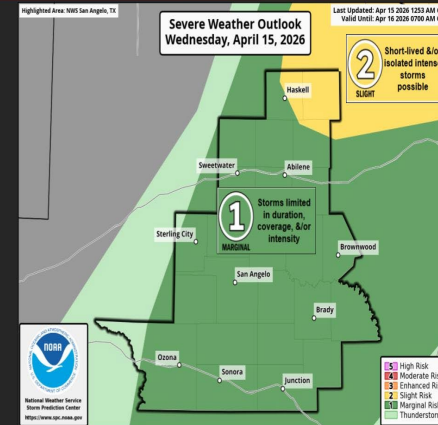 Highlighted Area: NWS San Angelo, TX
Severe Weather Outlook
Wednesday, April 15, 2026
Last Updated: Apr 15 2026 1253 AM
Valid Until: Apr 16 2026 0700 AM
2
SLIGHT
Short-lived &/o
isolated intens
storms
possible
Haskell
Sweetwater
Abilene
1
MARGINAL
Storms limited
in duration,
coverage, &/or
intensity
Sterling City
Brownwood
San Angelo
Brady
Ozona
Sonora
Junction
NOAA
National Weather Service
Storm Prediction Center
https://www.spc.noaa.gov
5 High Risk
4 Moderate Ris
3 Enhanced Ri
2 Slight Risk
1 Marginal Risk
Thunderstor